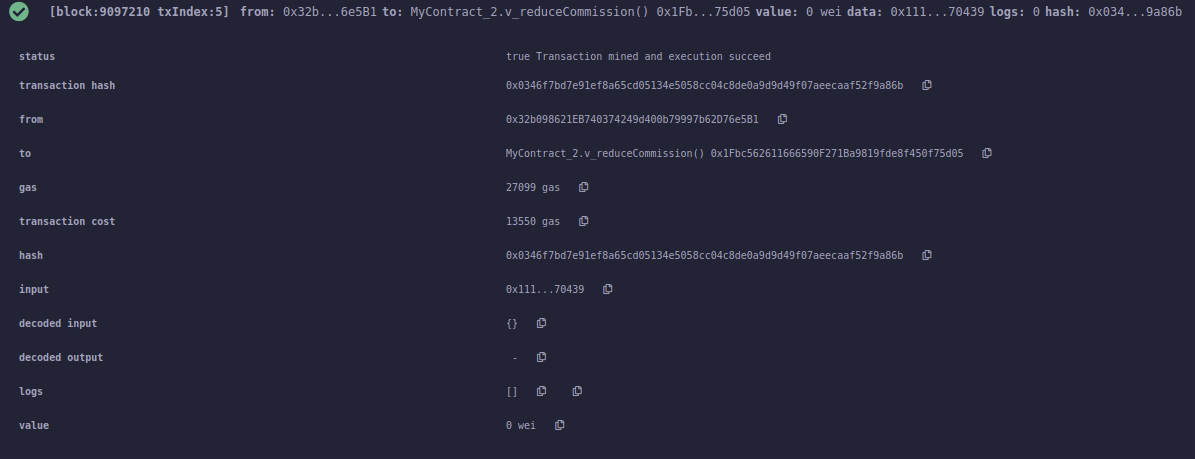 [block:9097210 txIndex:5] from: 0x32b...6e5B1 to: MyContract_2.v_reduceCommission() 0x1Fb...75d05 value: 0 wei data: 0x111...70439 logs: 0 hash: 0x034...9a86b
status true Transaction mined and execution succeed
transaction hash 0x0346f7bd7e91ef8a65cd05134e5058cc04c8de0a9d9d49f07aeecaaf52f9a86b
from 0x32b098621EB740374249d400b79997b62D76e5B1
to MyContract_2.v_reduceCommission() 0x1Fbc562611666590F271Ba9819fde8f450f75d05
gas 27099 gas
transaction cost 13550 gas
hash 0x0346f7bd7e91ef8a65cd05134e5058cc04c8de0a9d9d49f07aeecaaf52f9a86b
input 0x111...70439
decoded input {}
decoded output -
logs []
value 0 wei